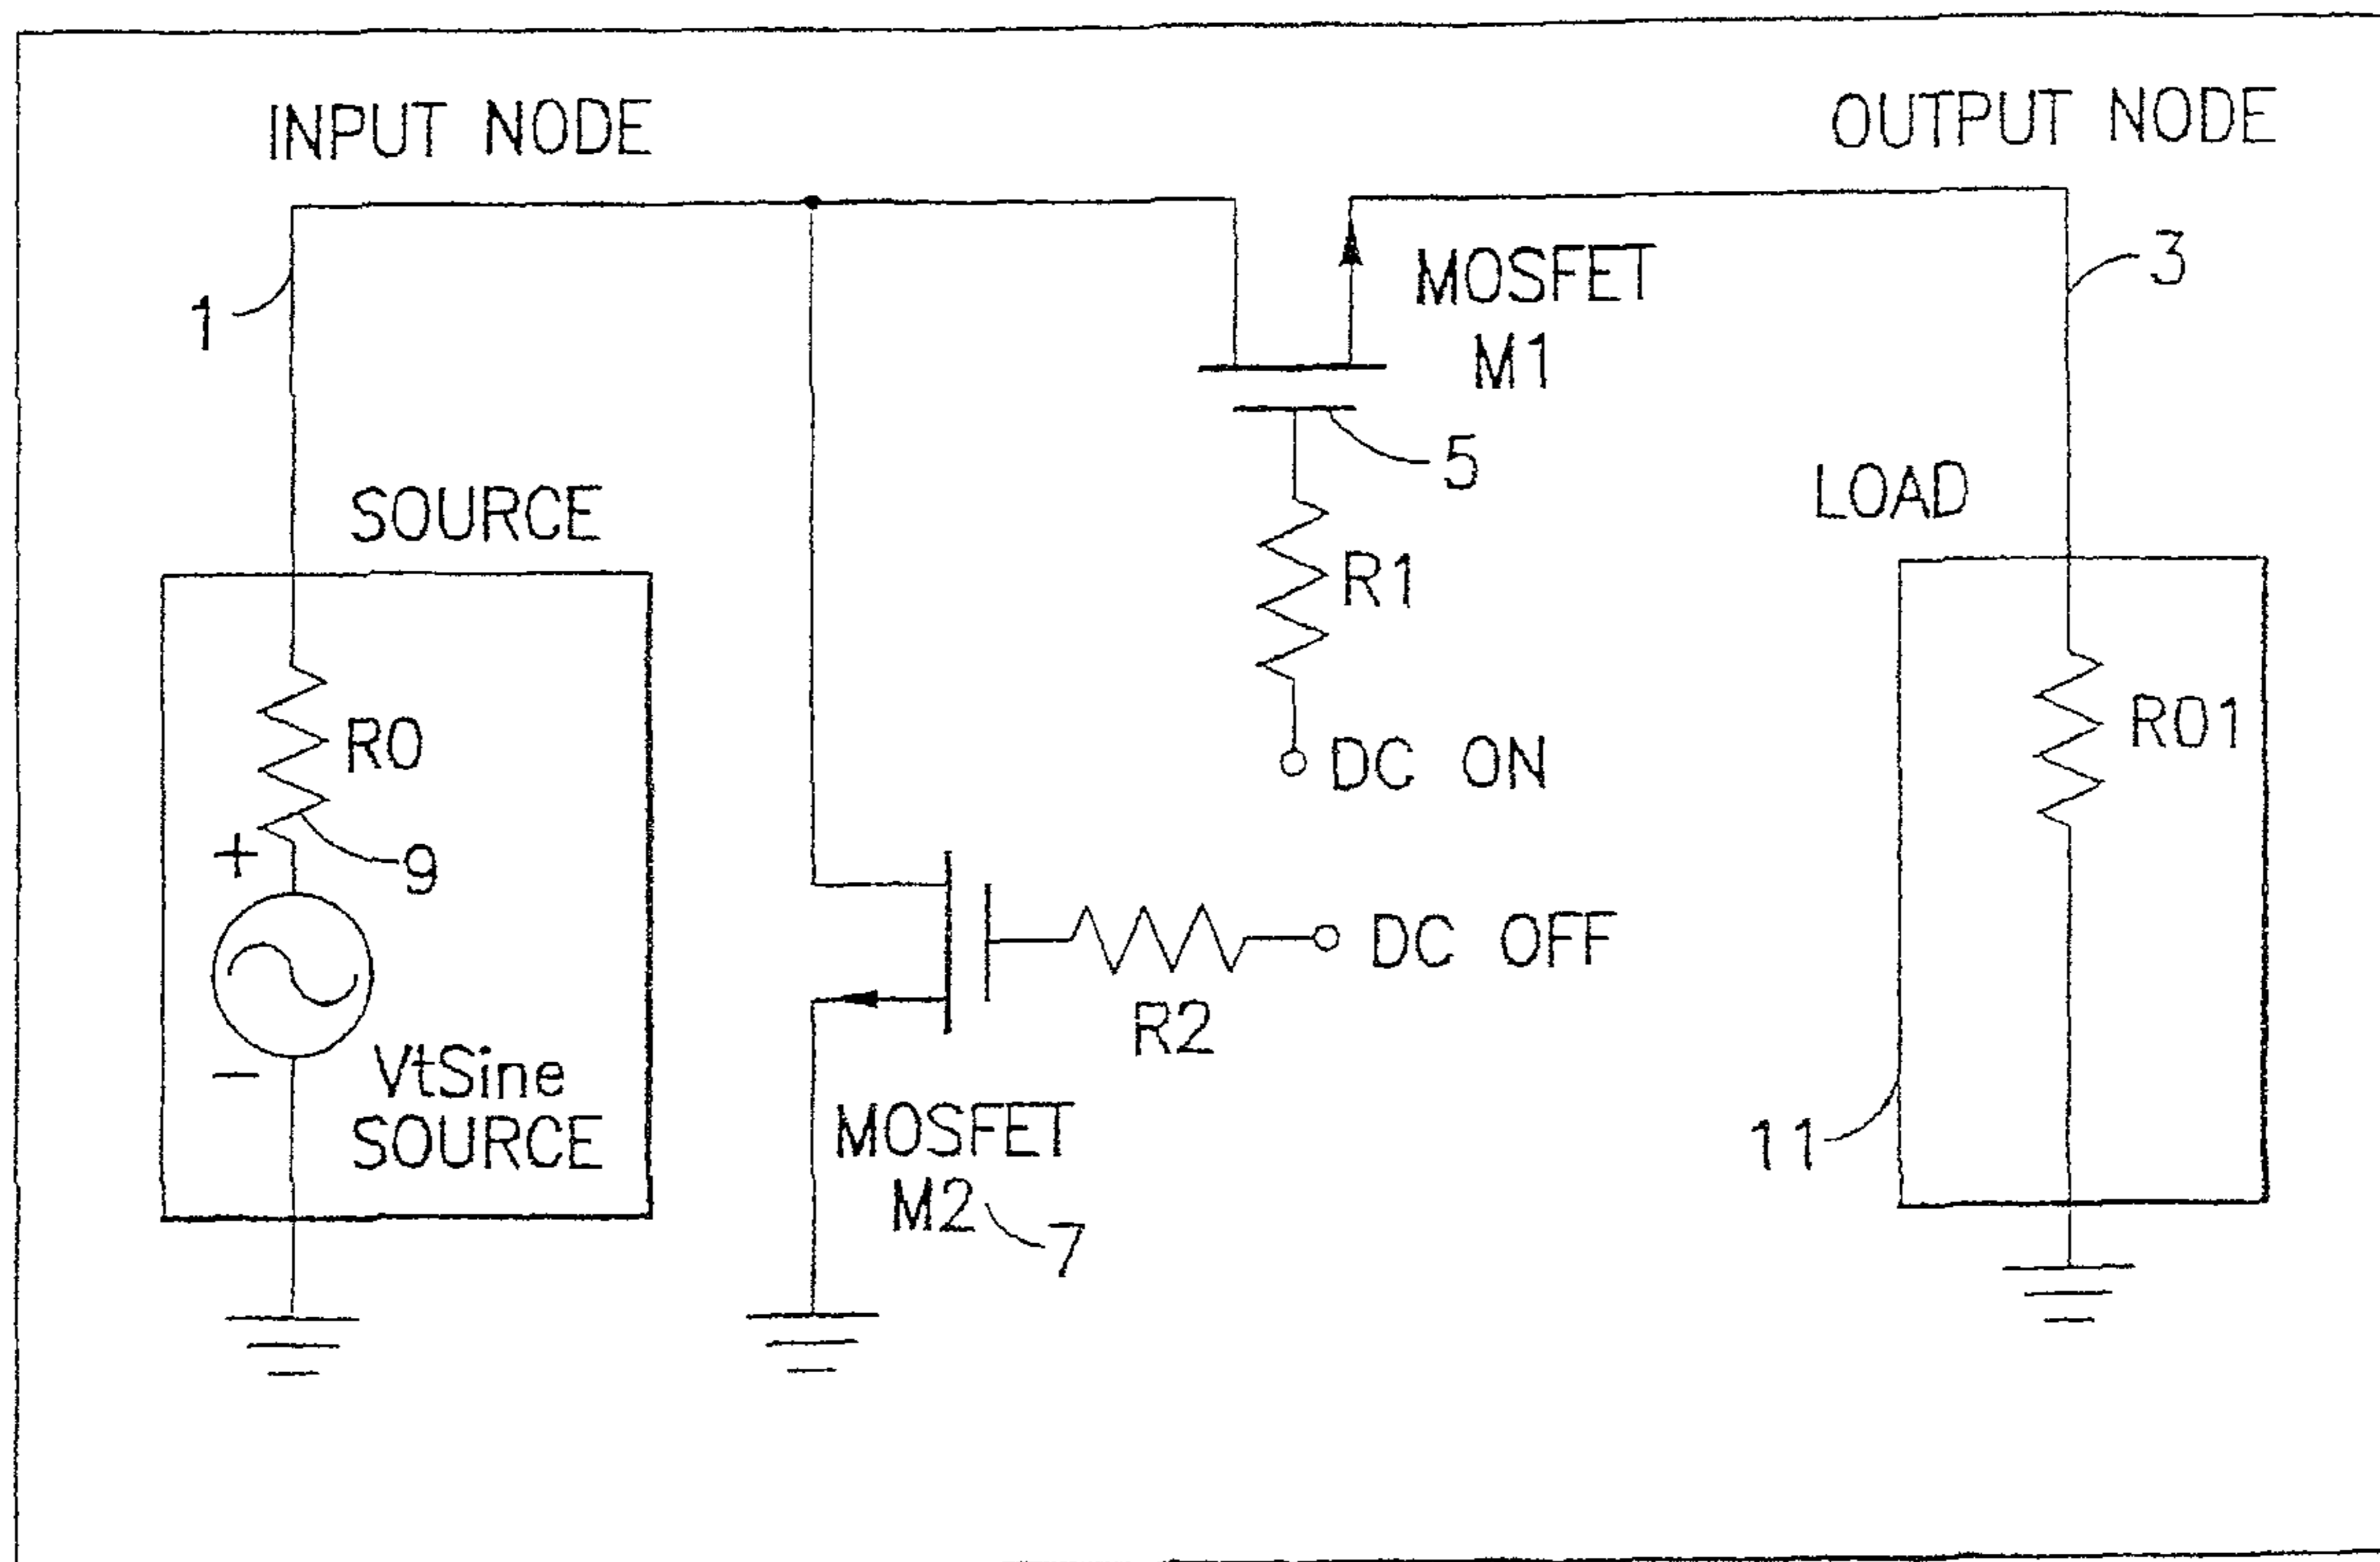 INPUT NODE
OUTPUT NODE
1
MOSFET
M1
3
5
SOURCE
LOAD
R1
R0
R01
DC ON
+
9
DC OFF
R2
−
VtSine
SOURCE
MOSFET
M2
7
11